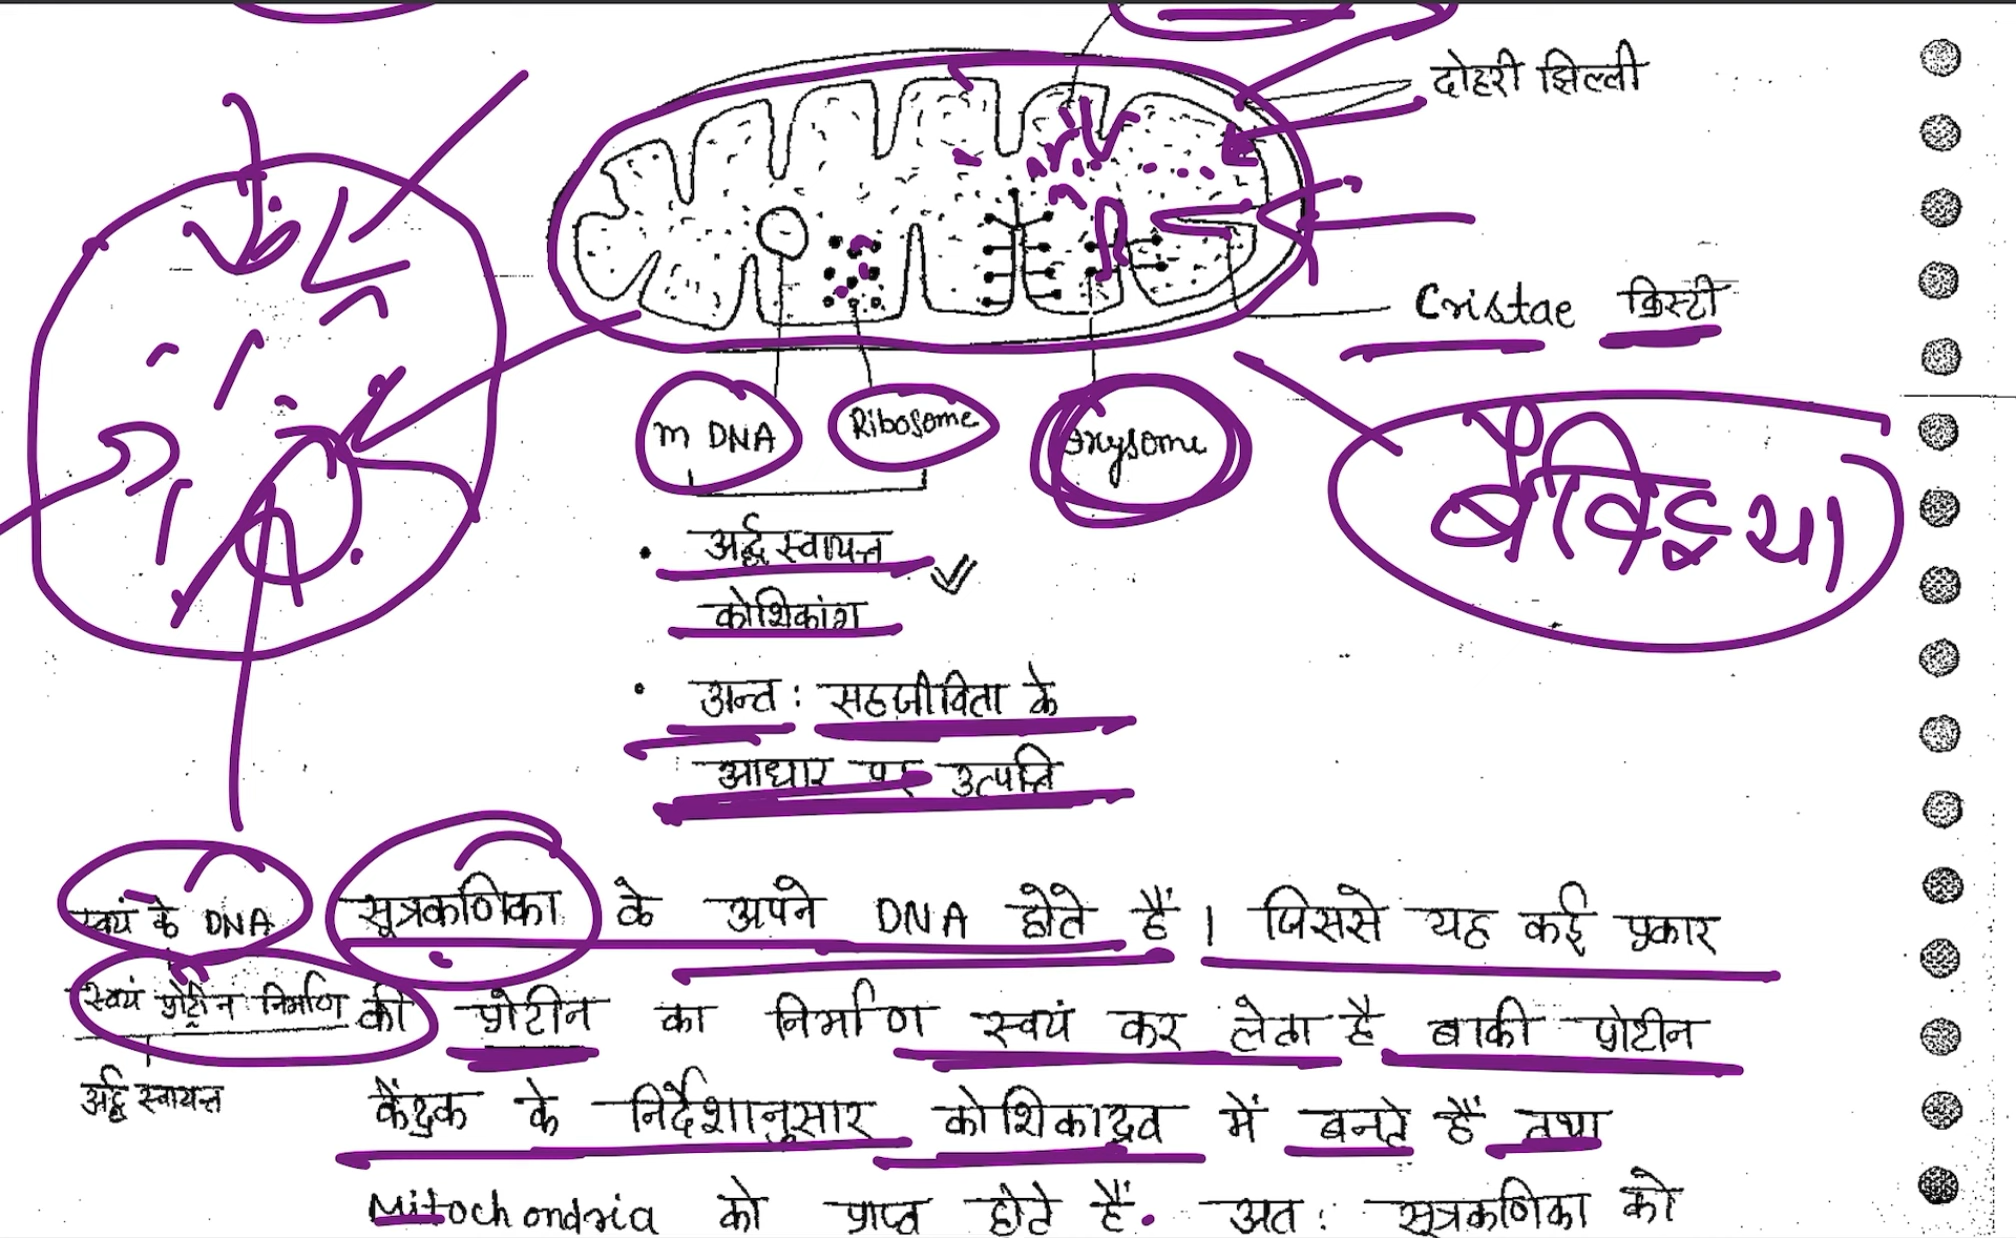 दोहरी झिल्ली
Cristae क्रिस्टी
m DNA Ribosome Oxysome
बैक्टिरया
• अर्द्ध स्वायत्त
कोशिकांग
• अन्त : सहजीविता के
आधार पर उत्पत्ति
स्वयं के DNA
स्वयं प्रोटीन निर्माण
अर्द्ध स्वायत्त
सूत्रकणिका के अपने DNA होते हैं । जिससे यह कई प्रकार
की प्रोटीन का निर्माण स्वयं कर लेता है बाकी प्रोटीन
केंद्रक के निर्देशानुसार कोशिकाद्रव में बनते हैं तथा
Mitochondria को प्राप्त होते हैं. अत : सूत्रकणिका को